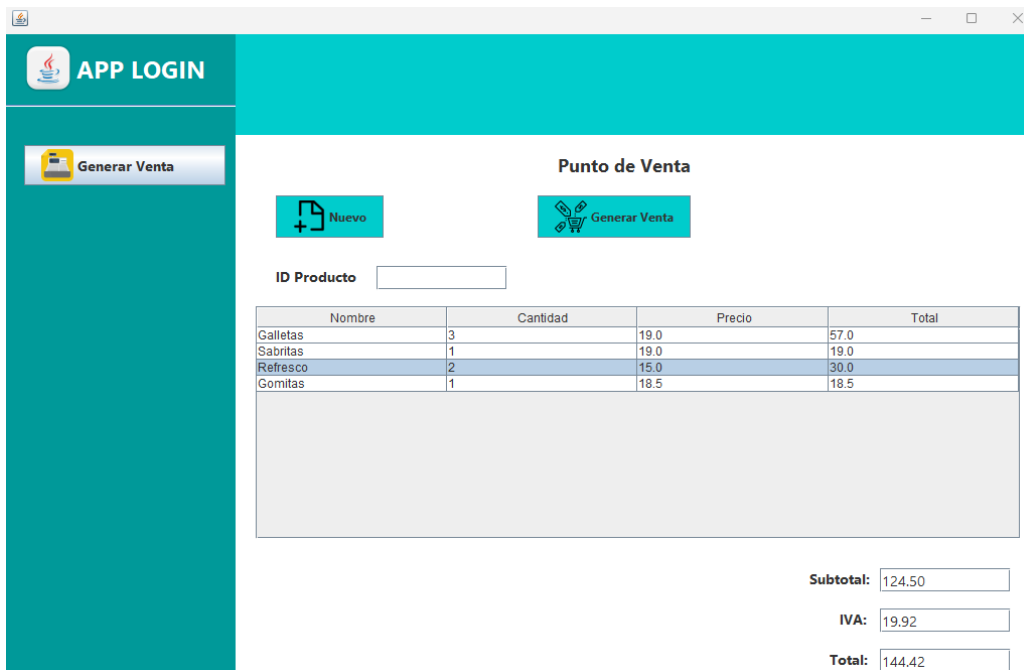 APP LOGIN
Generar Venta
Punto de Venta
Nuevo
Generar Venta
ID Producto
Nombre Cantidad Precio Total
Galletas 3 19.0 57.0
Sabritas 1 19.0 19.0
Refresco 2 15.0 30.0
Gomitas 1 18.5 18.5
Subtotal: 124.50
IVA: 19.92
Total: 144.42